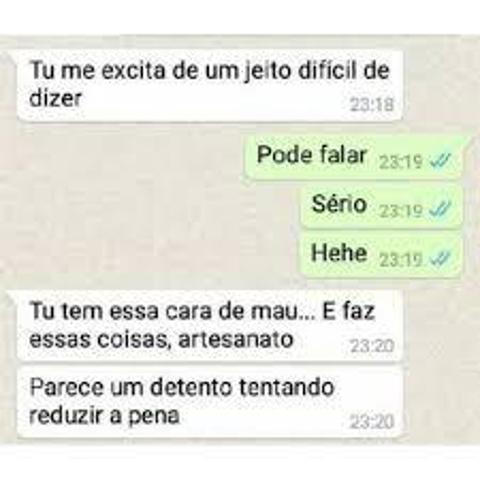 Tu me excita de um jeito difícil de
dizer
23:18
Pode falar 23:19
Sério 23:19
Hehe 23:19
Tu tem essa cara de mau... E faz
essas coisas, artesanato
23:20
Parece um detento tentando
reduzir a pena
23:20